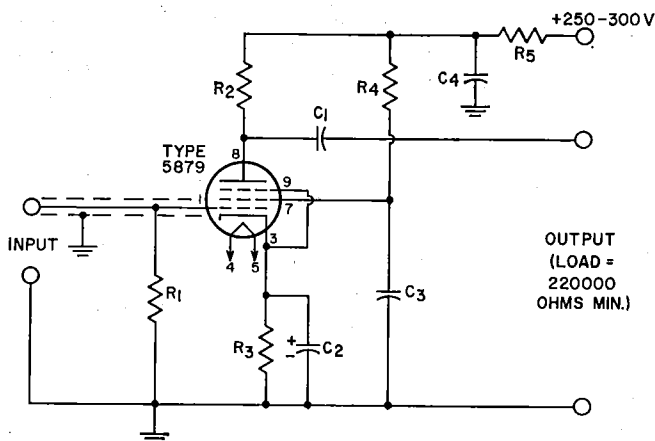 +250-300 V
R5
C4
R2
R4
C1
TYPE
5879
8
9
7
3
4
5
INPUT
R1
R3
+
-
C2
C3
OUTPUT
(LOAD =
220000
OHMS MIN.)